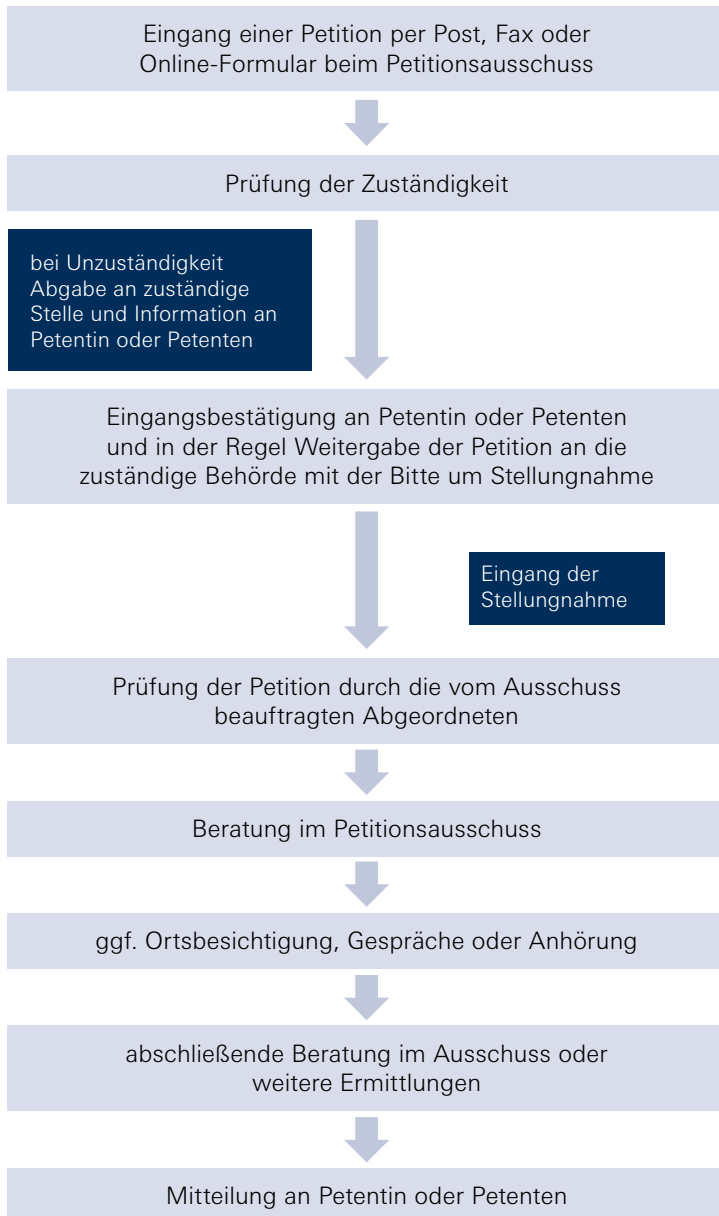 Eingang einer Petition per Post, Fax oder
Online-Formular beim Petitionsausschuss
Prüfung der Zuständigkeit
bei Unzuständigkeit
Abgabe an zuständige
Stelle und Information an
Petentin oder Petenten
Eingangsbestätigung an Petentin oder Petenten
und in der Regel Weitergabe der Petition an die
zuständige Behörde mit der Bitte um Stellungnahme
Eingang der
Stellungnahme
Prüfung der Petition durch die vom Ausschuss
beauftragten Abgeordneten
Beratung im Petitionsausschuss
ggf. Ortsbesichtigung, Gespräche oder Anhörung
abschließende Beratung im Ausschuss oder
weitere Ermittlungen
Mitteilung an Petentin oder Petenten